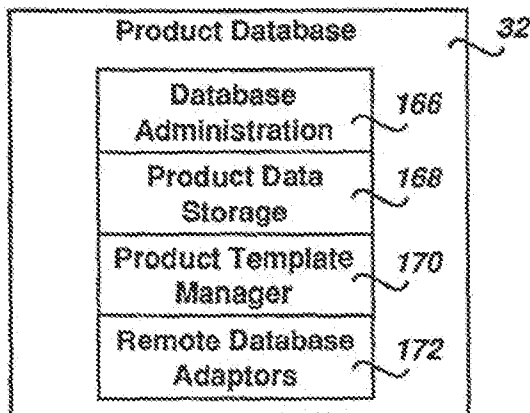 Product Database 32
Database
Administration 166
Product Data
Storage 168
Product Template
Manager 170
Remote Database
Adaptors 172